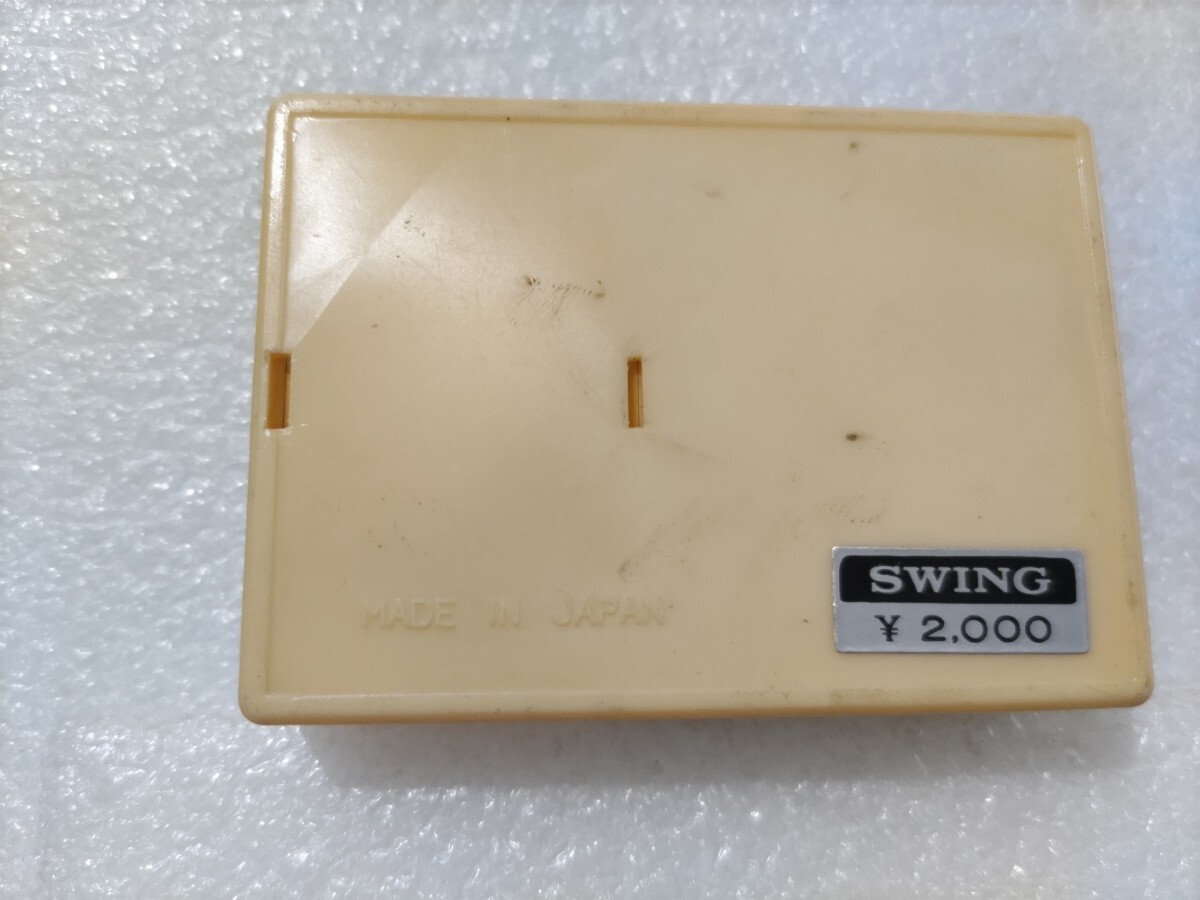 MADE IN JAPAN
SWING
¥ 2,000